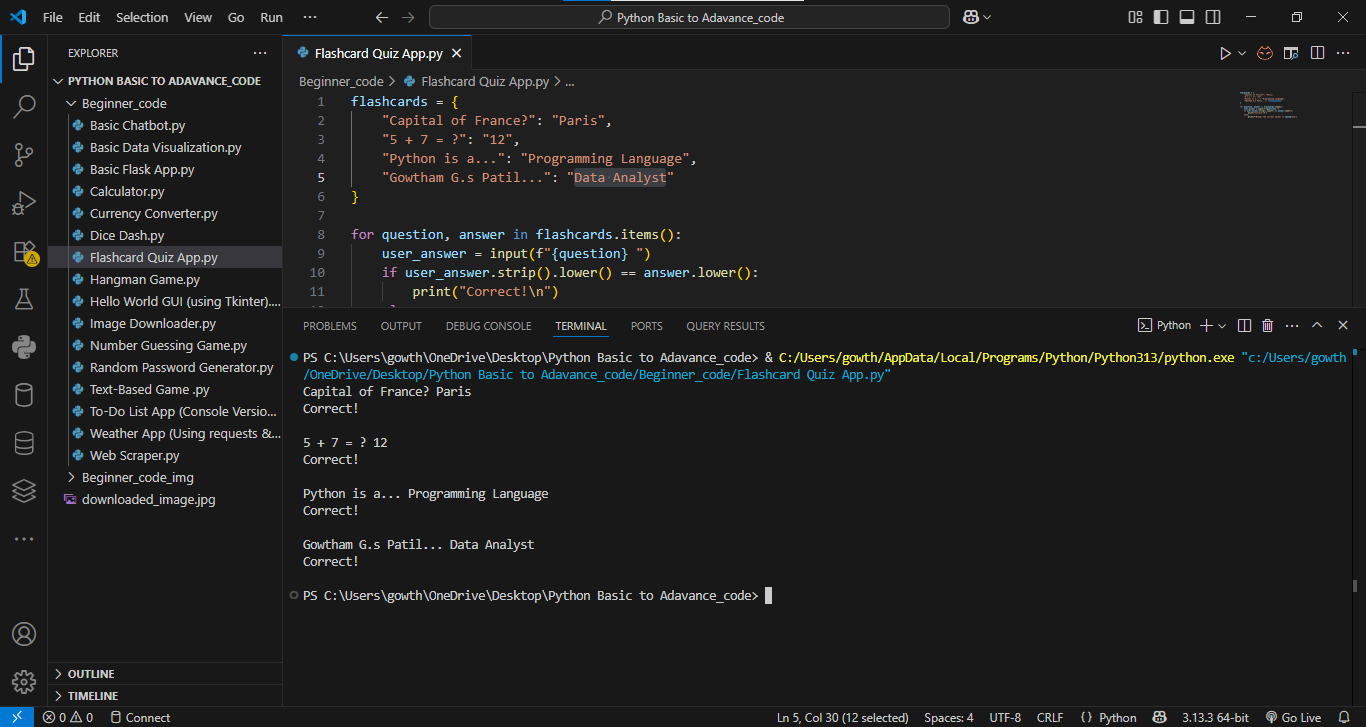 File Edit Selection View Go Run ···
Python Basic to Adavance_code
EXPLORER
PYTHON BASIC TO ADAVANCE_CODE
Beginner_code
Basic Chatbot.py
Basic Data Visualization.py
Basic Flask App.py
Calculator.py
Currency Converter.py
Dice Dash.py
Flashcard Quiz App.py
Hangman Game.py
Hello World GUI (using Tkinter)....
Image Downloader.py
Number Guessing Game.py
Random Password Generator.py
Text-Based Game .py
To-Do List App (Console Versio...
Weather App (Using requests &...
Web Scraper.py
Beginner_code_img
downloaded_image.jpg
OUTLINE
TIMELINE
Flashcard Quiz App.py
Beginner_code > Flashcard Quiz App.py > ...
1 flashcards = {
2     "Capital of France?": "Paris",
3     "5 + 7 = ?": "12",
4     "Python is a...": "Programming Language",
5     "Gowtham G.s Patil...": "Data Analyst"
6 }
7
8 for question, answer in flashcards.items():
9     user_answer = input(f"{question} ")
10     if user_answer.strip().lower() == answer.lower():
11         print("Correct!\n")
PROBLEMS OUTPUT DEBUG CONSOLE TERMINAL PORTS QUERY RESULTS
Python
PS C:\Users\gowth\OneDrive\Desktop\Python Basic to Adavance_code> & C:/Users/gowth/AppData/Local/Programs/Python/Python313/python.exe "c:/Users/gowth
/OneDrive/Desktop/Python Basic to Adavance_code/Beginner_code/Flashcard Quiz App.py"
Capital of France? Paris
Correct!
5 + 7 = ? 12
Correct!
Python is a... Programming Language
Correct!
Gowtham G.s Patil... Data Analyst
Correct!
PS C:\Users\gowth\OneDrive\Desktop\Python Basic to Adavance_code>
0 0 Connect
Ln 5, Col 30 (12 selected) Spaces: 4 UTF-8 CRLF {} Python 3.13.3 64-bit Go Live